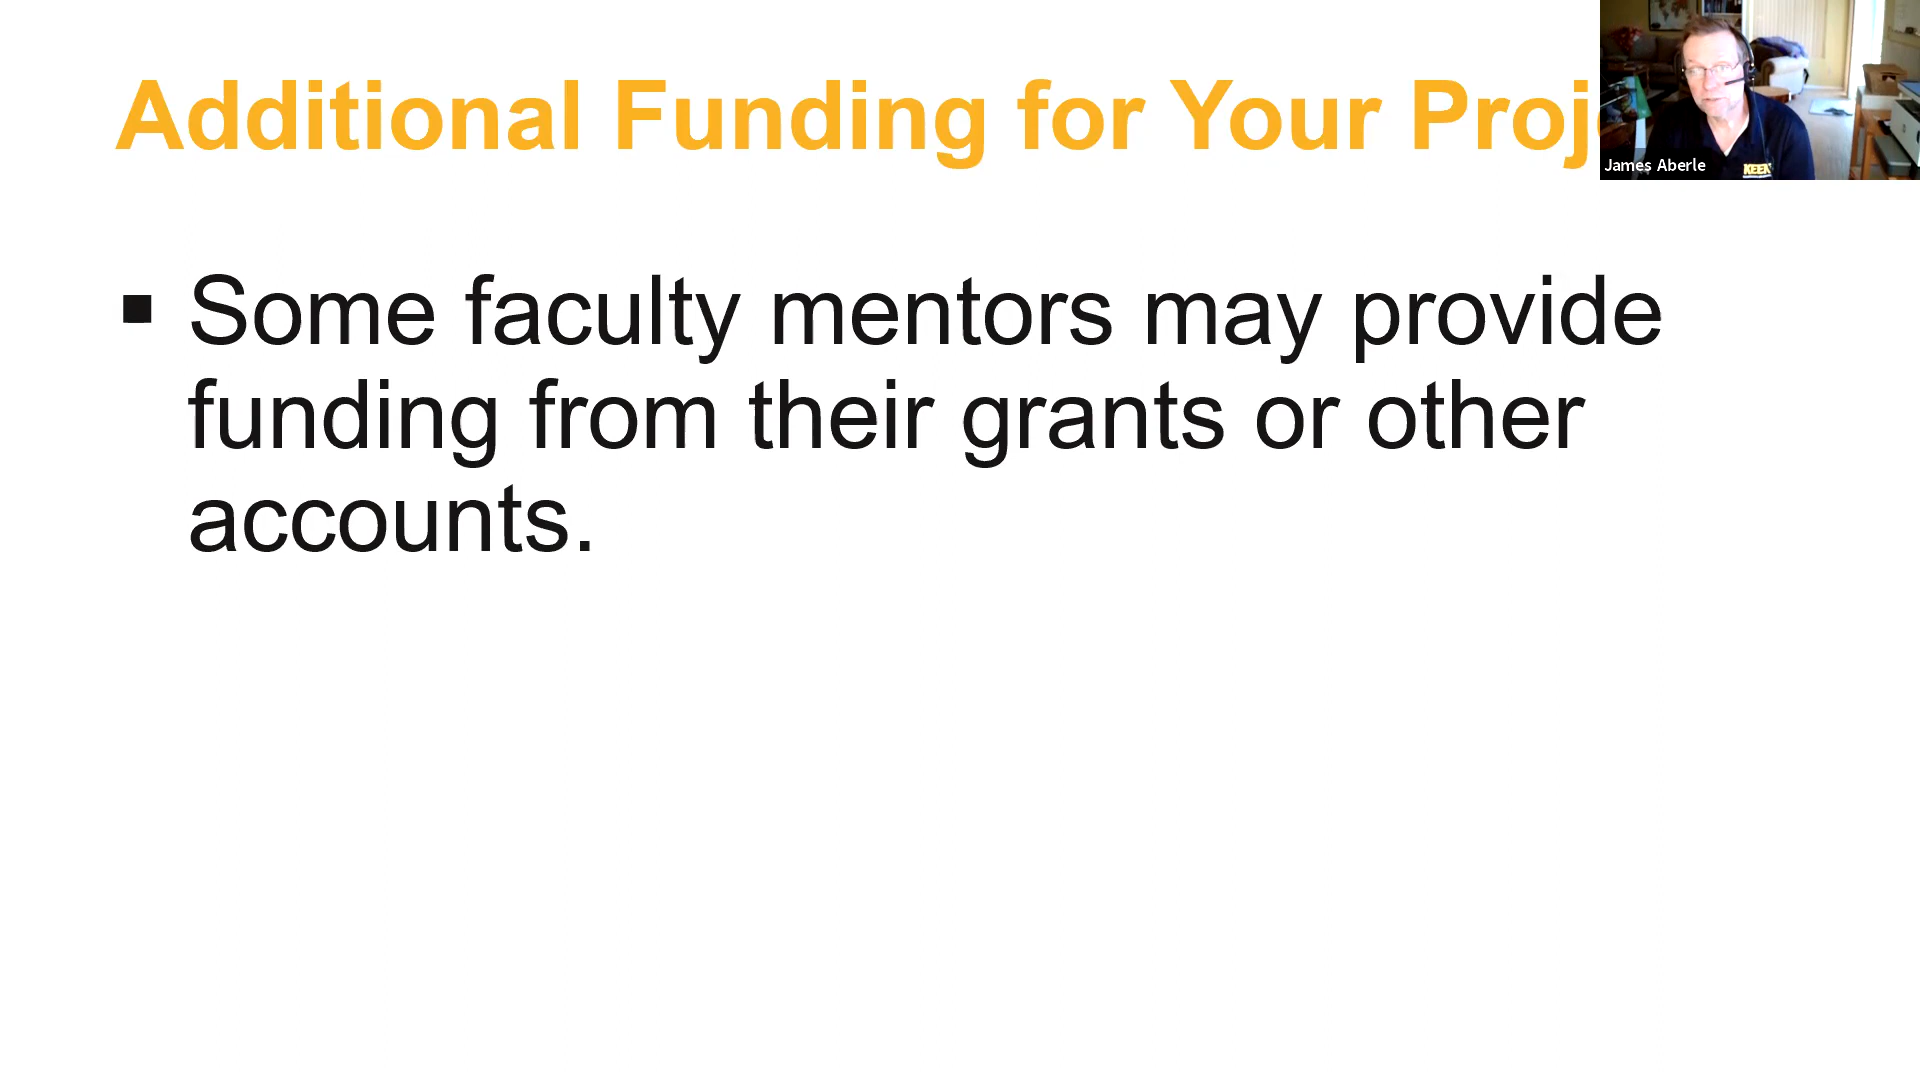 Additional Funding for Your Proj
James Aberle
KEEN
▪ Some faculty mentors may provide
funding from their grants or other
accounts.